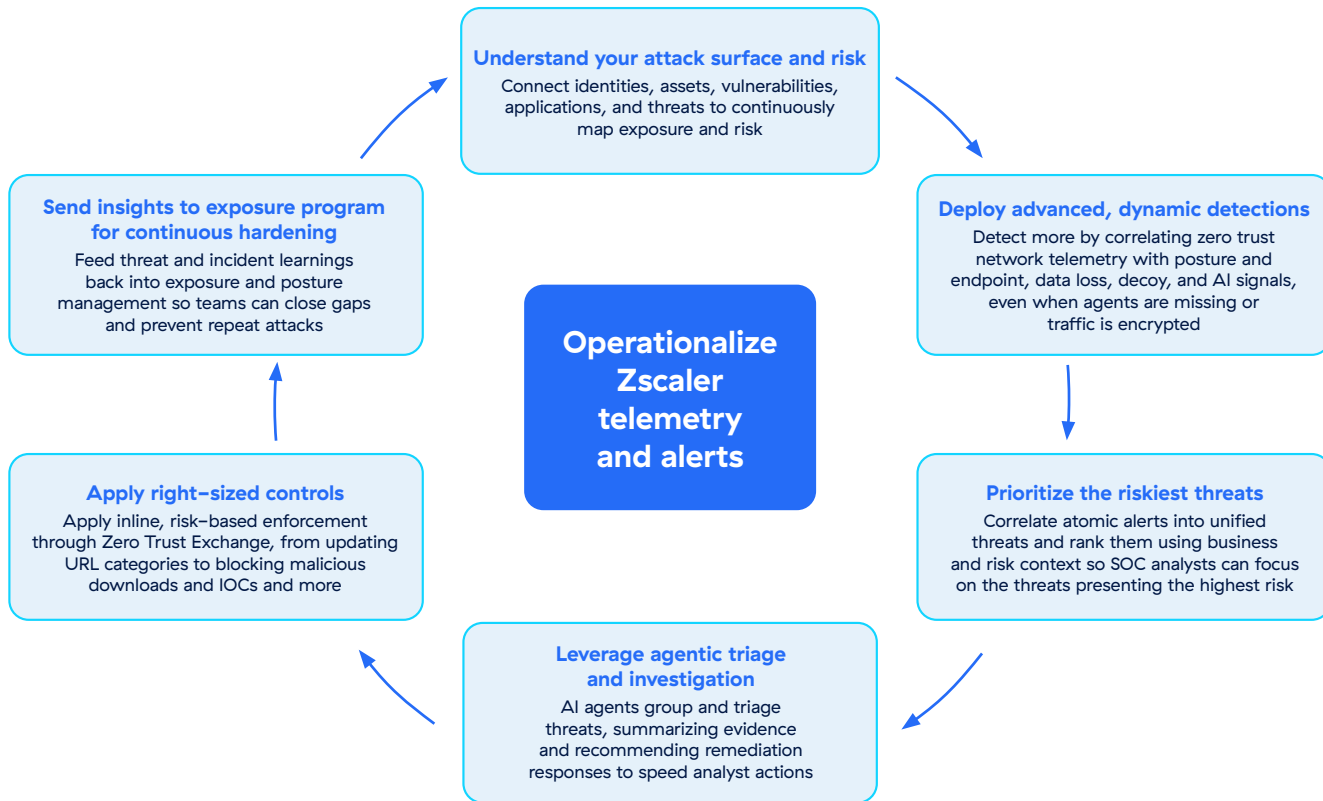 Understand your attack surface and risk
Connect identities, assets, vulnerabilities,
applications, and threats to continuously
map exposure and risk
Deploy advanced, dynamic detections
Detect more by correlating zero trust
network telemetry with posture and
endpoint, data loss, decoy, and AI signals,
even when agents are missing or
traffic is encrypted
Prioritize the riskiest threats
Correlate atomic alerts into unified
threats and rank them using business
and risk context so SOC analysts can focus
on the threats presenting the highest risk
Leverage agentic triage
and investigation
AI agents group and triage
threats, summarizing evidence
and recommending remediation
responses to speed analyst actions
Apply right-sized controls
Apply inline, risk-based enforcement
through Zero Trust Exchange, from updating
URL categories to blocking malicious
downloads and IOCs and more
Send insights to exposure program
for continuous hardening
Feed threat and incident learnings
back into exposure and posture
management so teams can close gaps
and prevent repeat attacks
Operationalize
Zscaler
telemetry
and alerts